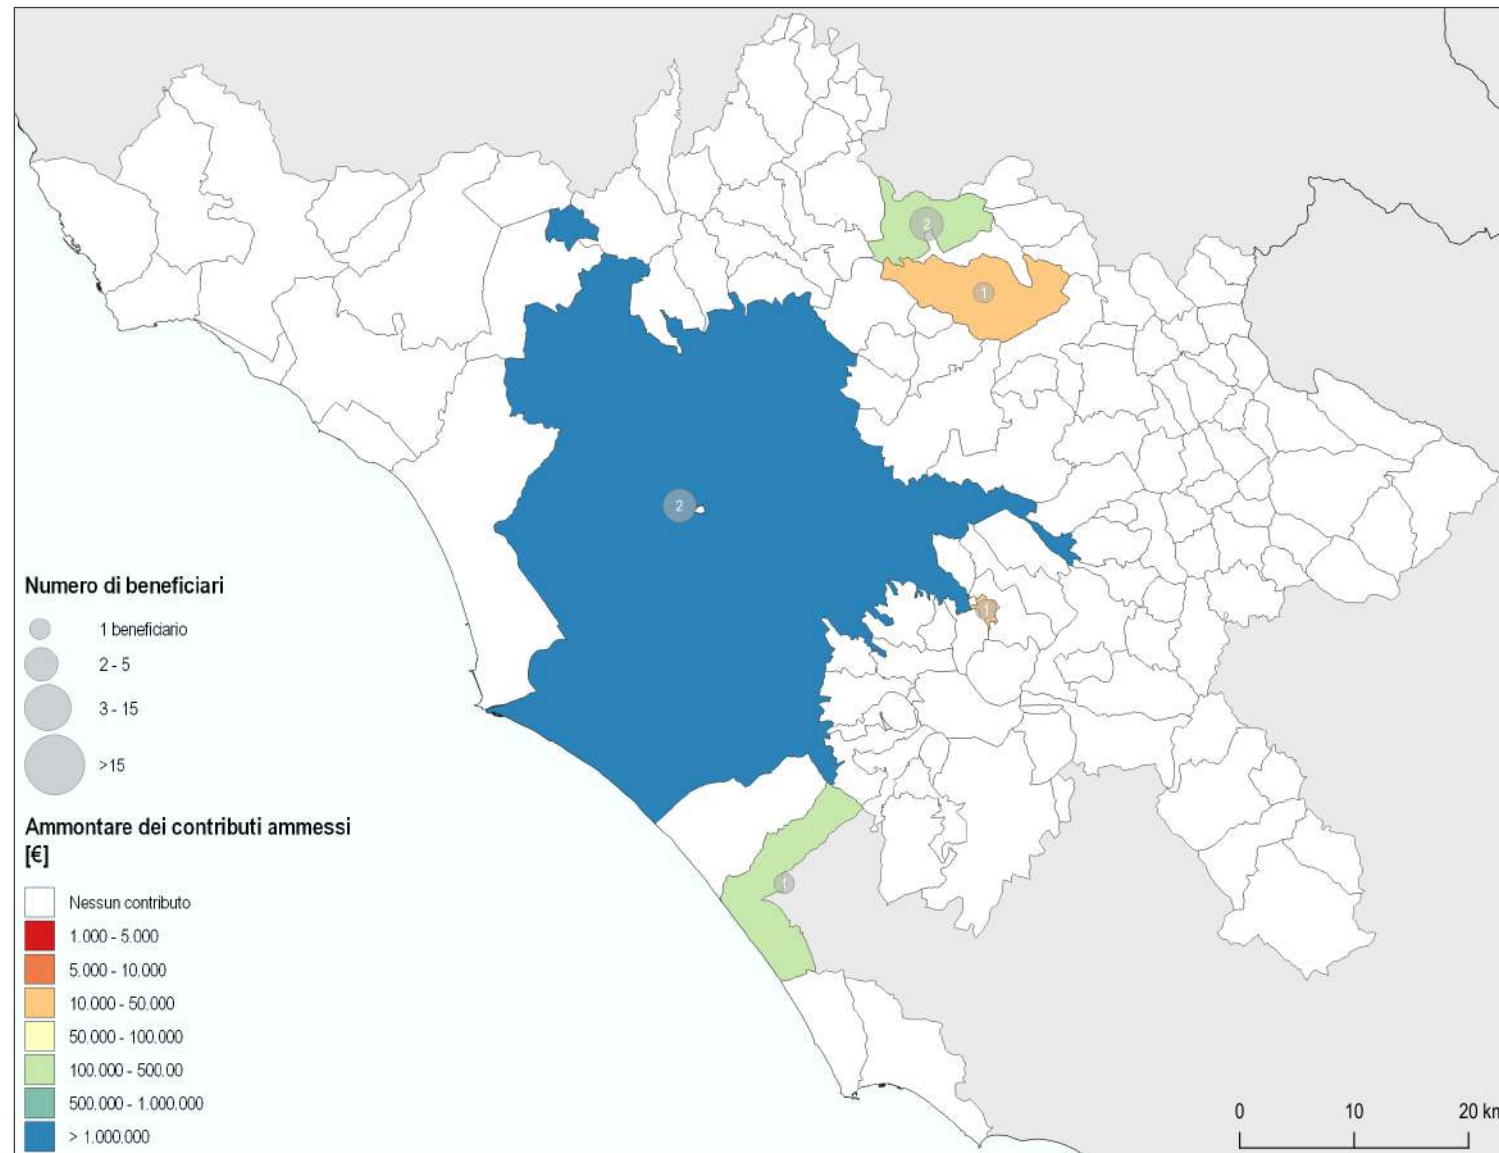 2
1
2
1
1
Numero di beneficiari
1 beneficiario
2 - 5
3 - 15
>15
Ammontare dei contributi ammessi
[€]
Nessun contributo
1.000 - 5.000
5.000 - 10.000
10.000 - 50.000
50.000 - 100.000
100.000 - 500.00
500.000 - 1.000.000
> 1.000.000
0 10 20 km